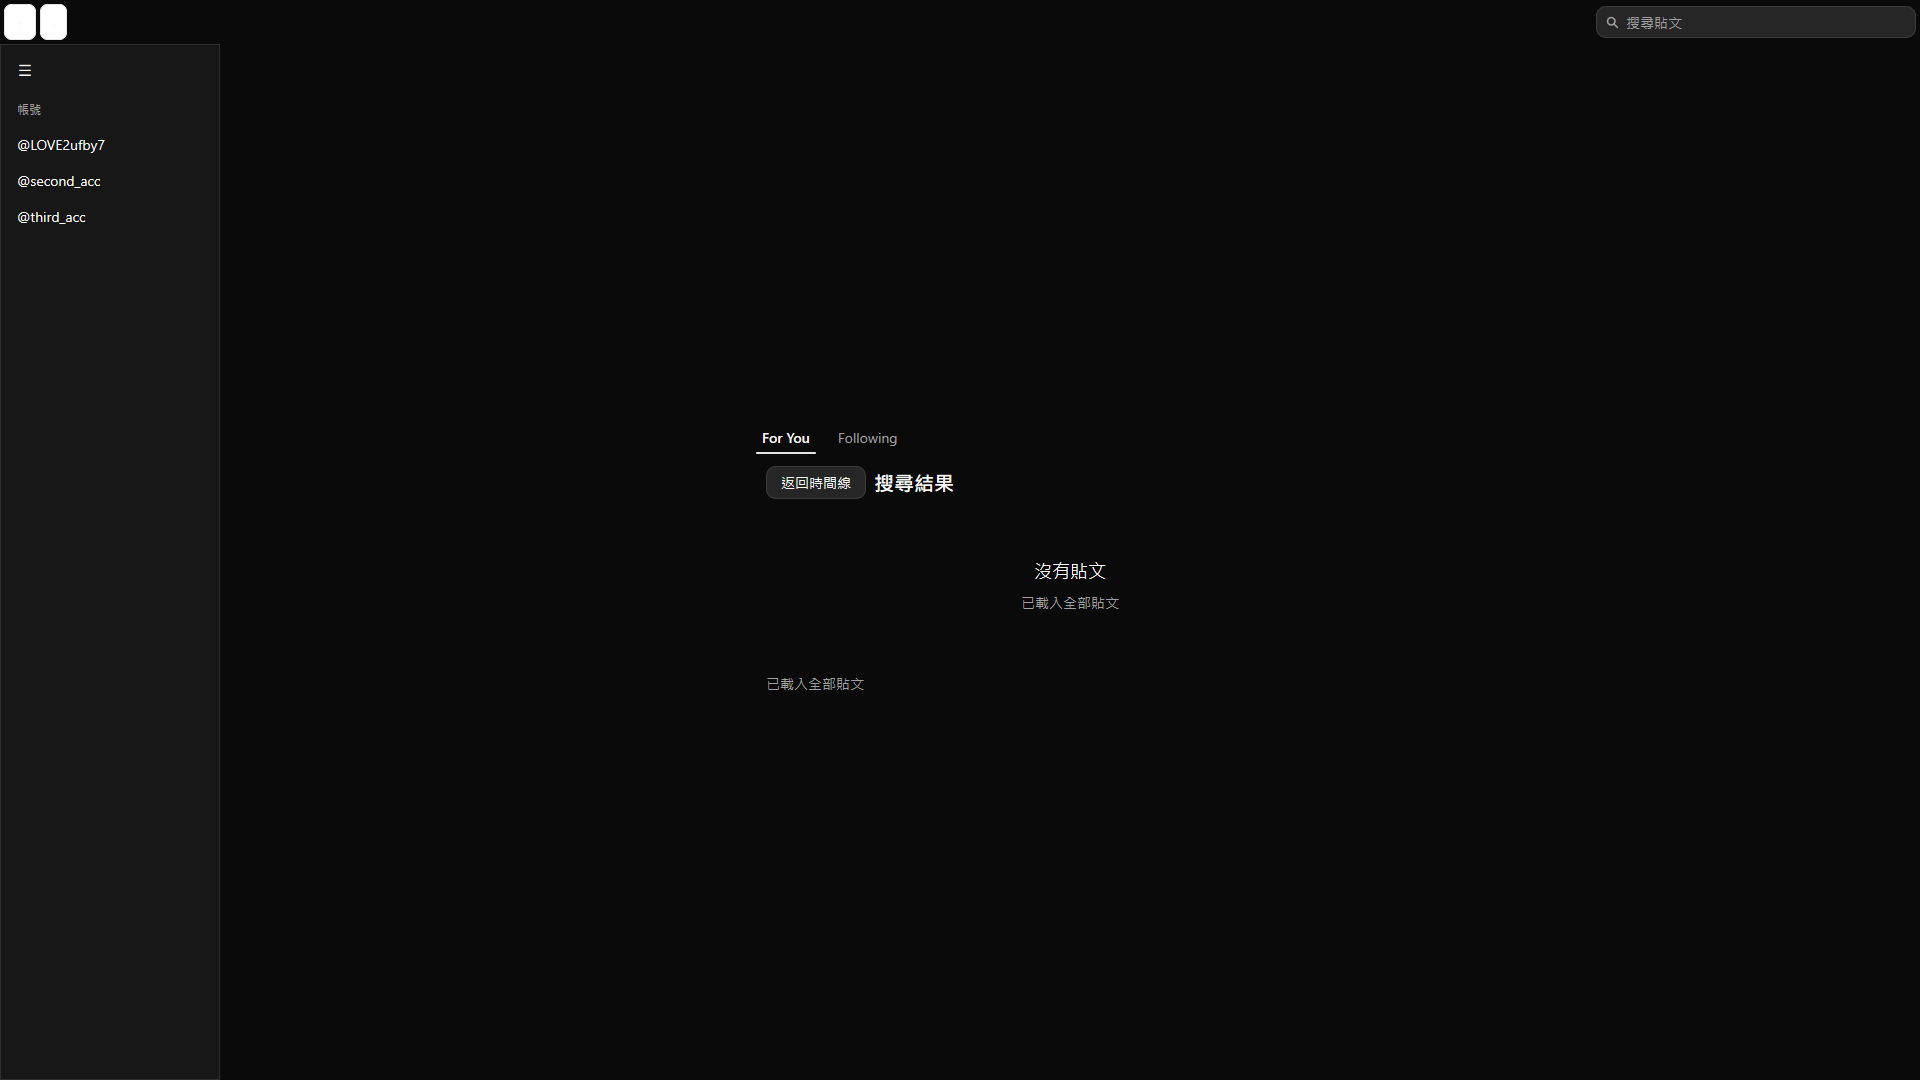 搜尋貼文
☰
帳號
@LOVE2ufby7
@second_acc
@third_acc
For You Following
返回時間線 搜尋結果
沒有貼文
已載入全部貼文
已載入全部貼文